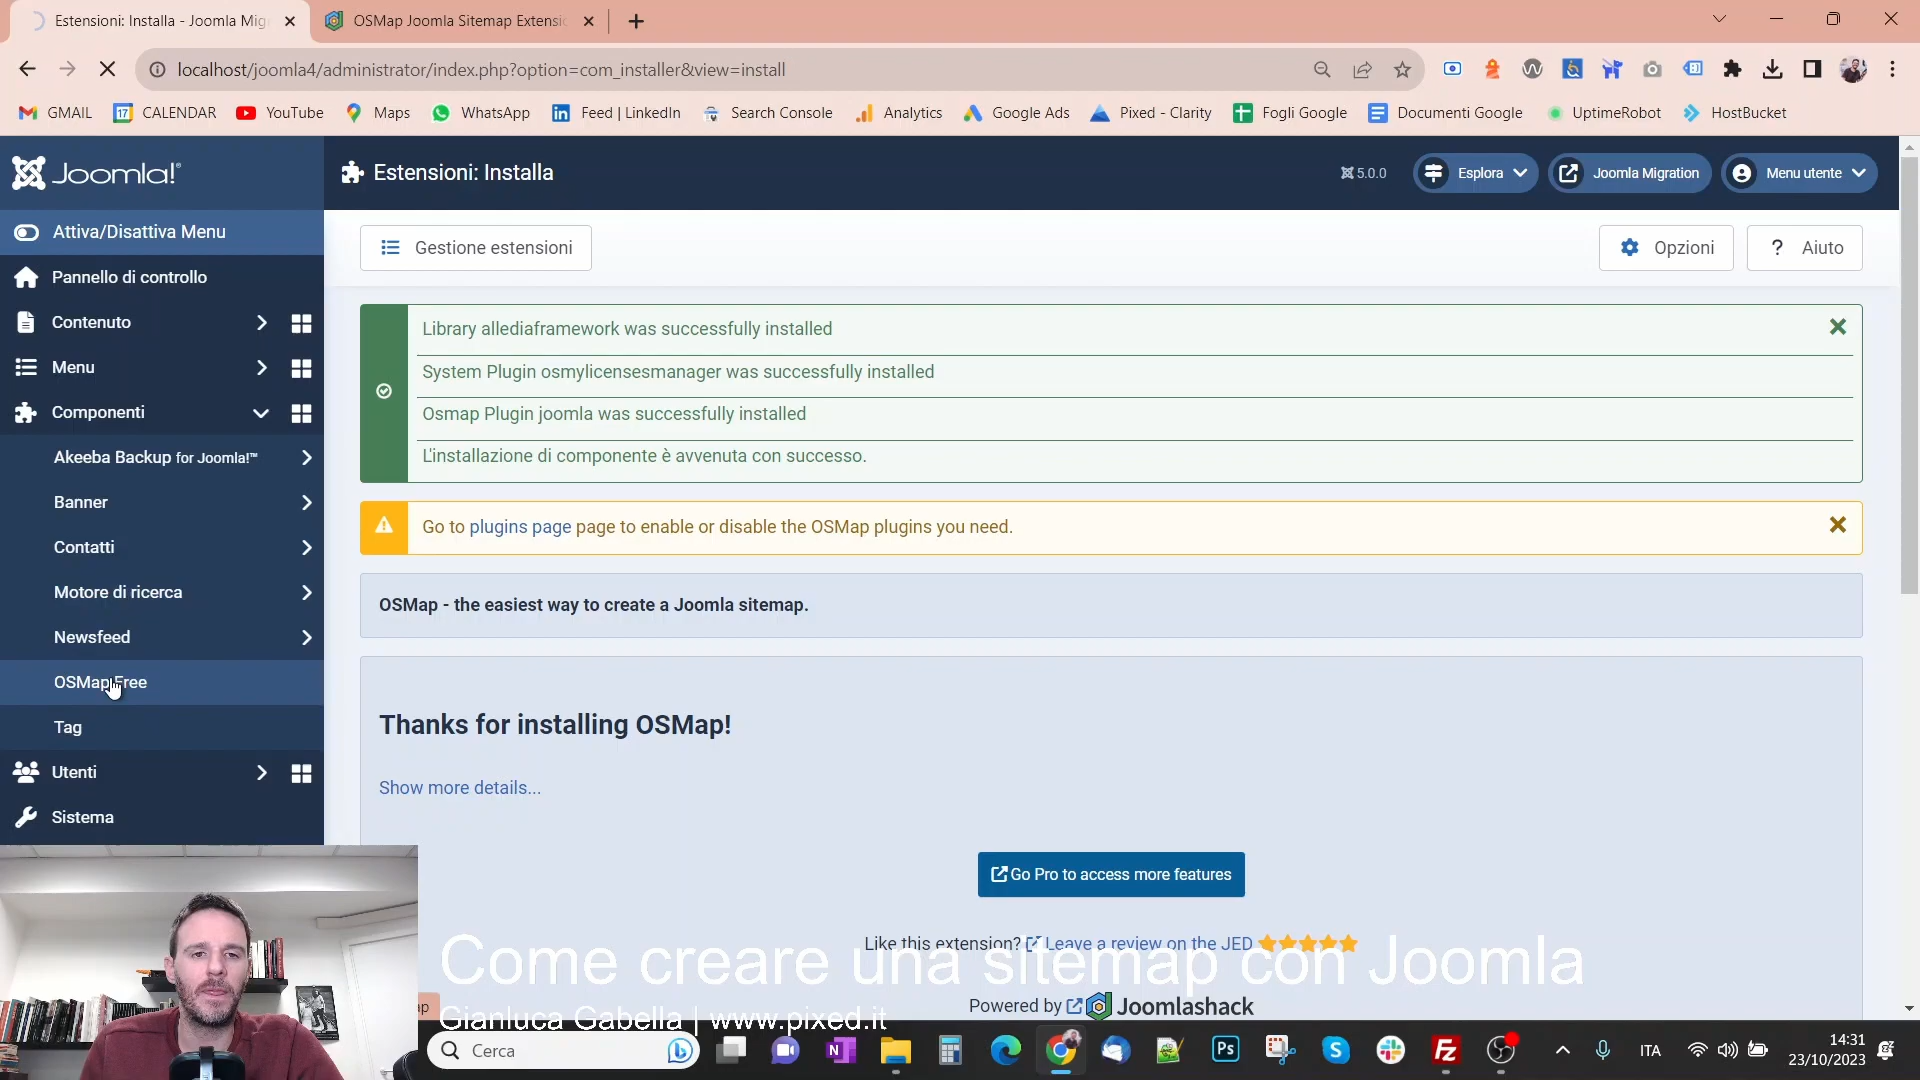 Estensioni: Installa - Joomla Mig
OSMap Joomla Sitemap Extensi
localhost/joomla4/administrator/index.php?option=com_installer&view=install
GMAIL
CALENDAR
YouTube
Maps
WhatsApp
Feed | LinkedIn
Search Console
Analytics
Google Ads
Pixed - Clarity
Fogli Google
Documenti Google
UptimeRobot
HostBucket
Joomla!
Estensioni: Installa
5.0.0
Esplora
Joomla Migration
Menu utente
Attiva/Disattiva Menu
Pannello di controllo
Contenuto
Menu
Componenti
Akeeba Backup for Joomla!™
Banner
Contatti
Motore di ricerca
Newsfeed
OSMap Free
Tag
Utenti
Sistema
Gestione estensioni
Opzioni
? Aiuto
Library allediaframework was successfully installed
System Plugin osmylicensesmanager was successfully installed
Osmap Plugin joomla was successfully installed
L'installazione di componente è avvenuta con successo.
Go to plugins page page to enable or disable the OSMap plugins you need.
OSMap - the easiest way to create a Joomla sitemap.
Thanks for installing OSMap!
Show more details...
Go Pro to access more features
Like this extension? Leave a review on the JED
Come creare una sitemap con Joomla
Powered by Joomlashack
Gianluca Gabella | www.pixed.it
Cerca
ITA
14:31
23/10/2023